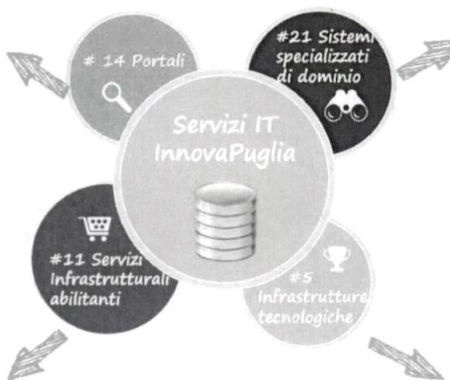 # 14 Portali
#21 Sistemi
specializzati
di dominio
Servizi IT
InnovaPuglia
#11 Servizi
Infrastrutturali
abilitanti
#5
Infrastrutture
tecnologiche